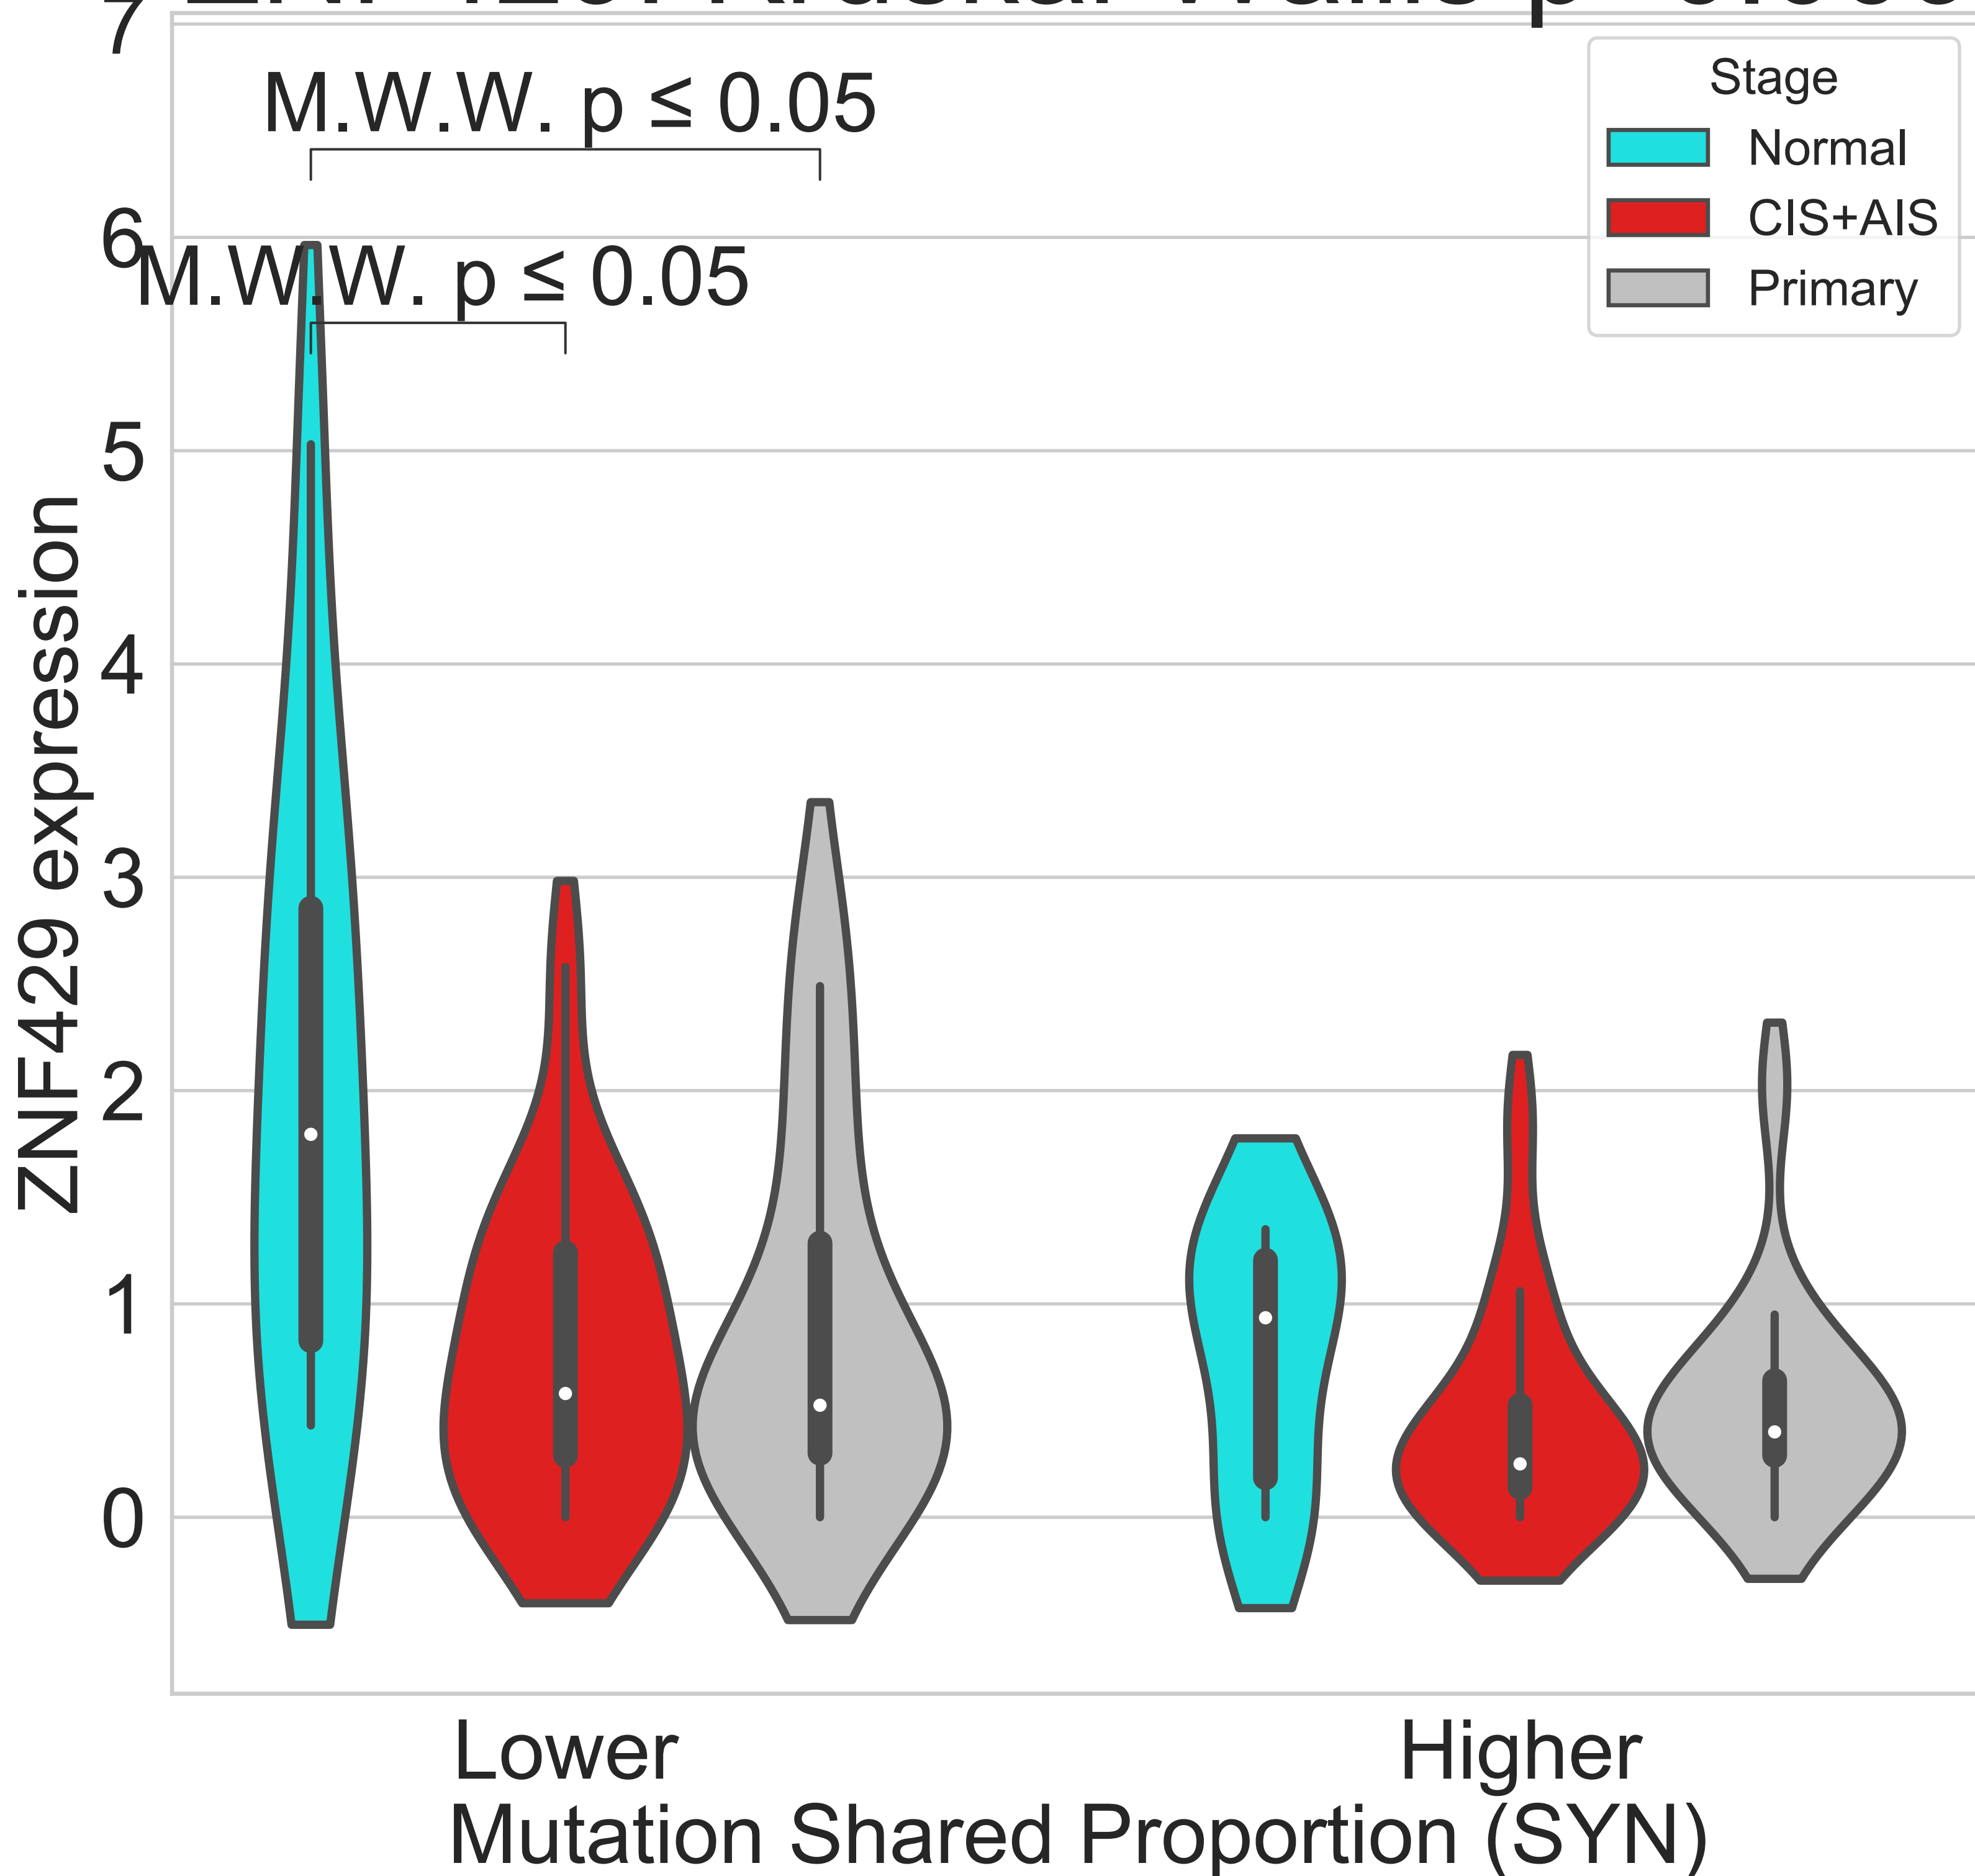 7
M.W.W. p ≤ 0.05
6
M.W.W. p ≤ 0.05
5
4
3
2
1
0
ZNF429 expression
Stage
Normal
CIS+AIS
Primary
Lower
Higher
Mutation Shared Proportion (SYN)